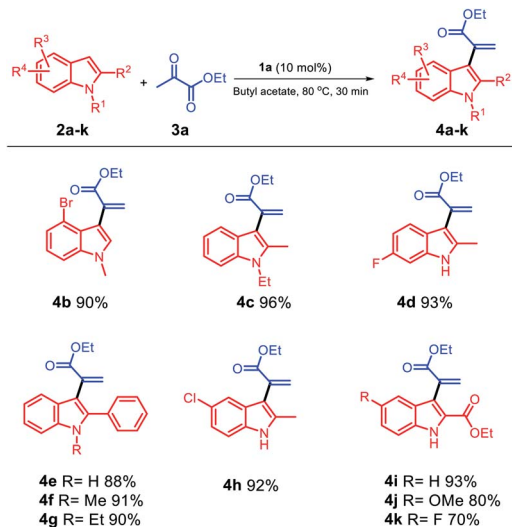 R³
R⁴
R²
N
R¹
2a-k
+
O
O
Et
O
3a
1a (10 mol%)
Butyl acetate, 80 °C, 30 min
Et
O
O
R³
R⁴
R²
N
R¹
4a-k
OEt
O
Br
N
4b 90%
OEt
O
N
Et
4c 96%
OEt
O
F
N
H
4d 93%
OEt
O
N
R
4e R= H 88%
4f R= Me 91%
4g R= Et 90%
OEt
O
Cl
N
H
4h 92%
OEt
O
R
O
N
H
OEt
4i R= H 93%
4j R= OMe 80%
4k R= F 70%